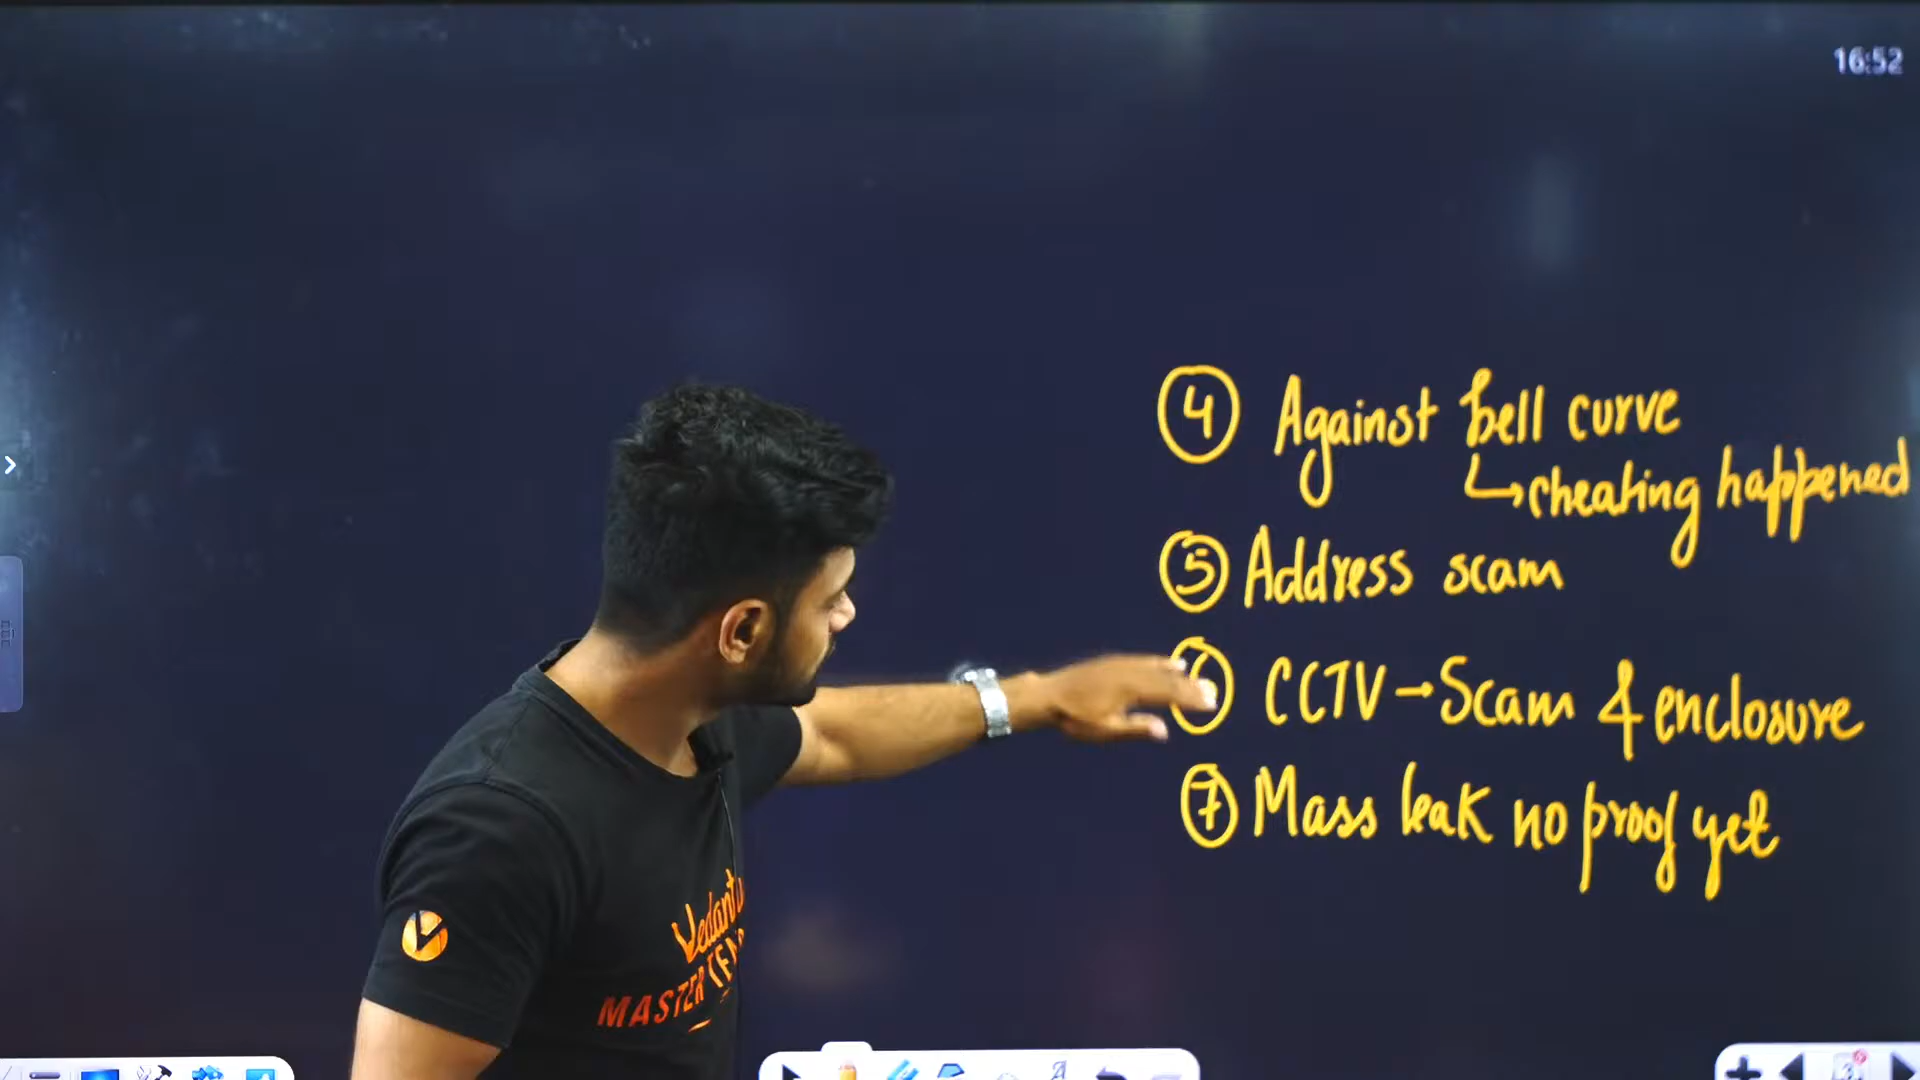 16:52
4 Against bell curve
↳ cheating happened
5 Address scam
6 CCTV → Scam & enclosure
7 Mass leak no proof yet
Vedantu
MASTER